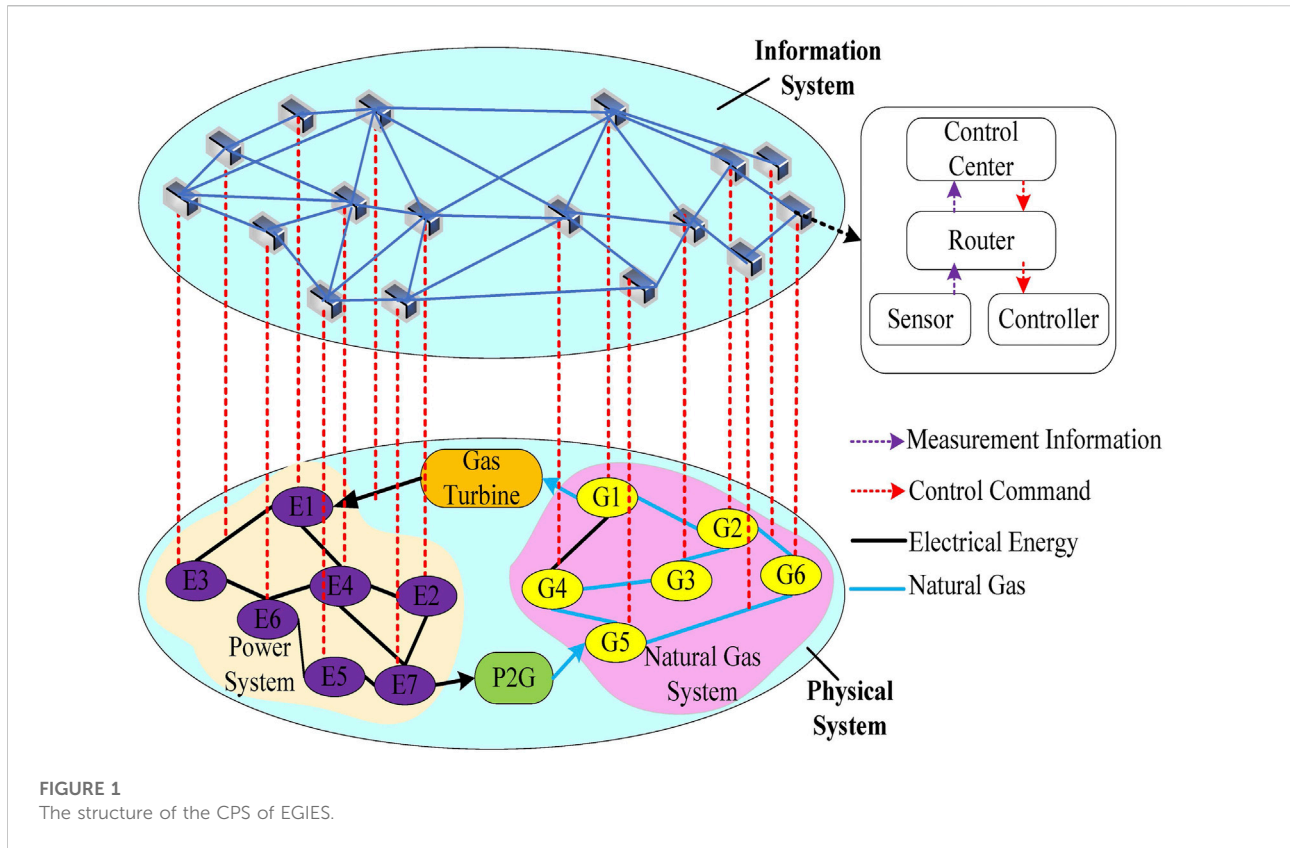 Information
System
Control
Center
Router
Sensor
Controller
Measurement Information
Control Command
Electrical Energy
Natural Gas
Gas
Turbine
E1
E3
E4
E2
E6
Power
System
E5
E7
P2G
G1
G2
G3
G6
G4
G5
Natural Gas
System
Physical
System
FIGURE 1
The structure of the CPS of EGIES.